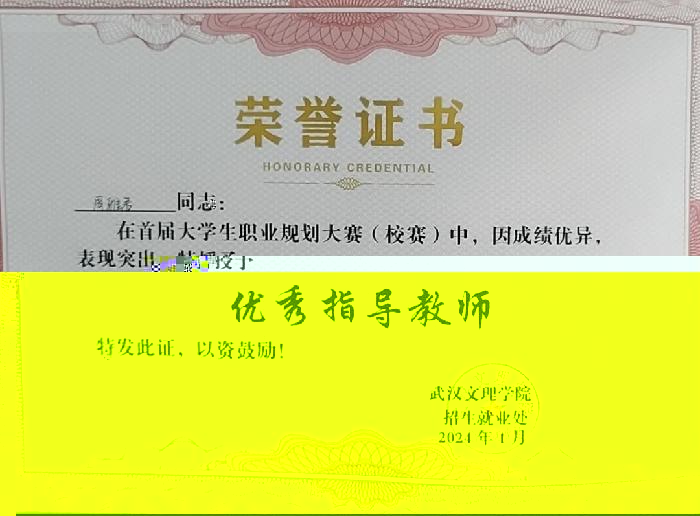 荣誉证书
HONORARY CREDENTIAL
同志:
在首届大学生职业规划大赛(校赛)中,因成绩优异,
表现突出 特授予
优秀指导教师
特发此证,以资鼓励!
武汉文理学院
招生就业处
2024年1月